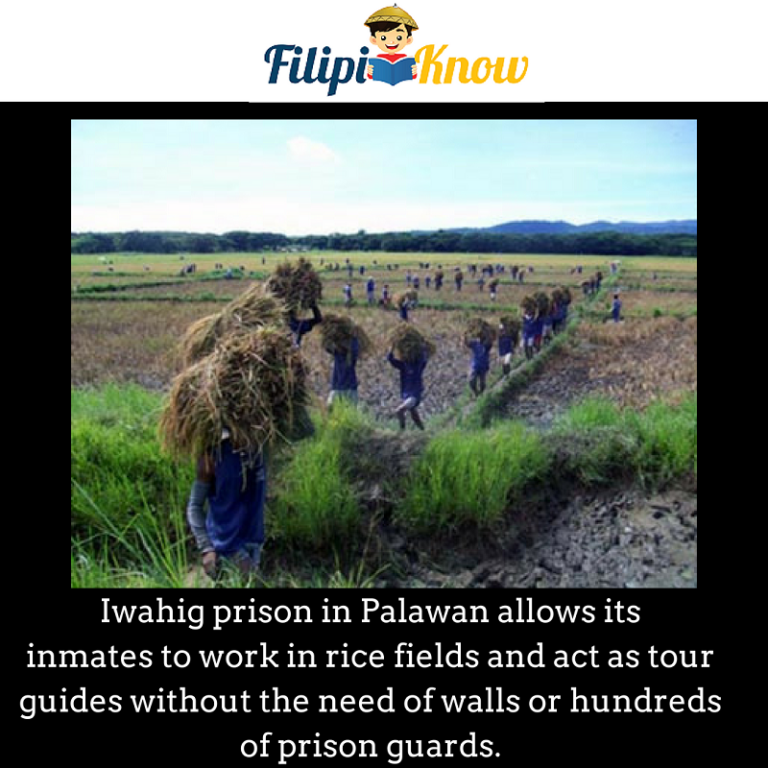 FilipiKnow
Iwahig prison in Palawan allows its
inmates to work in rice fields and act as tour
guides without the need of walls or hundreds
of prison guards.